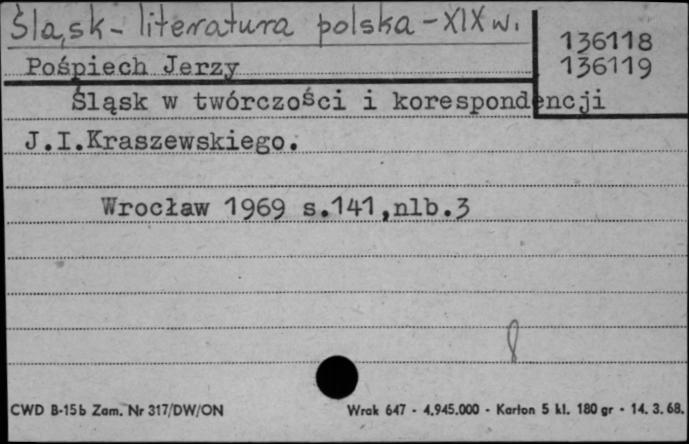 Śląsk - literatura polska - XIX w.
136118
Pośpiech Jerzy
136119
Śląsk w twórczości i korespondencji
J.I.Kraszewskiego.
Wrocław 1969 s.141,nlb.3
CWD B-15b Zam. Nr 317/DW/ON
Wrak 647 - 4.945.000 - Karton 5 kl. 180 gr - 14. 3. 68.